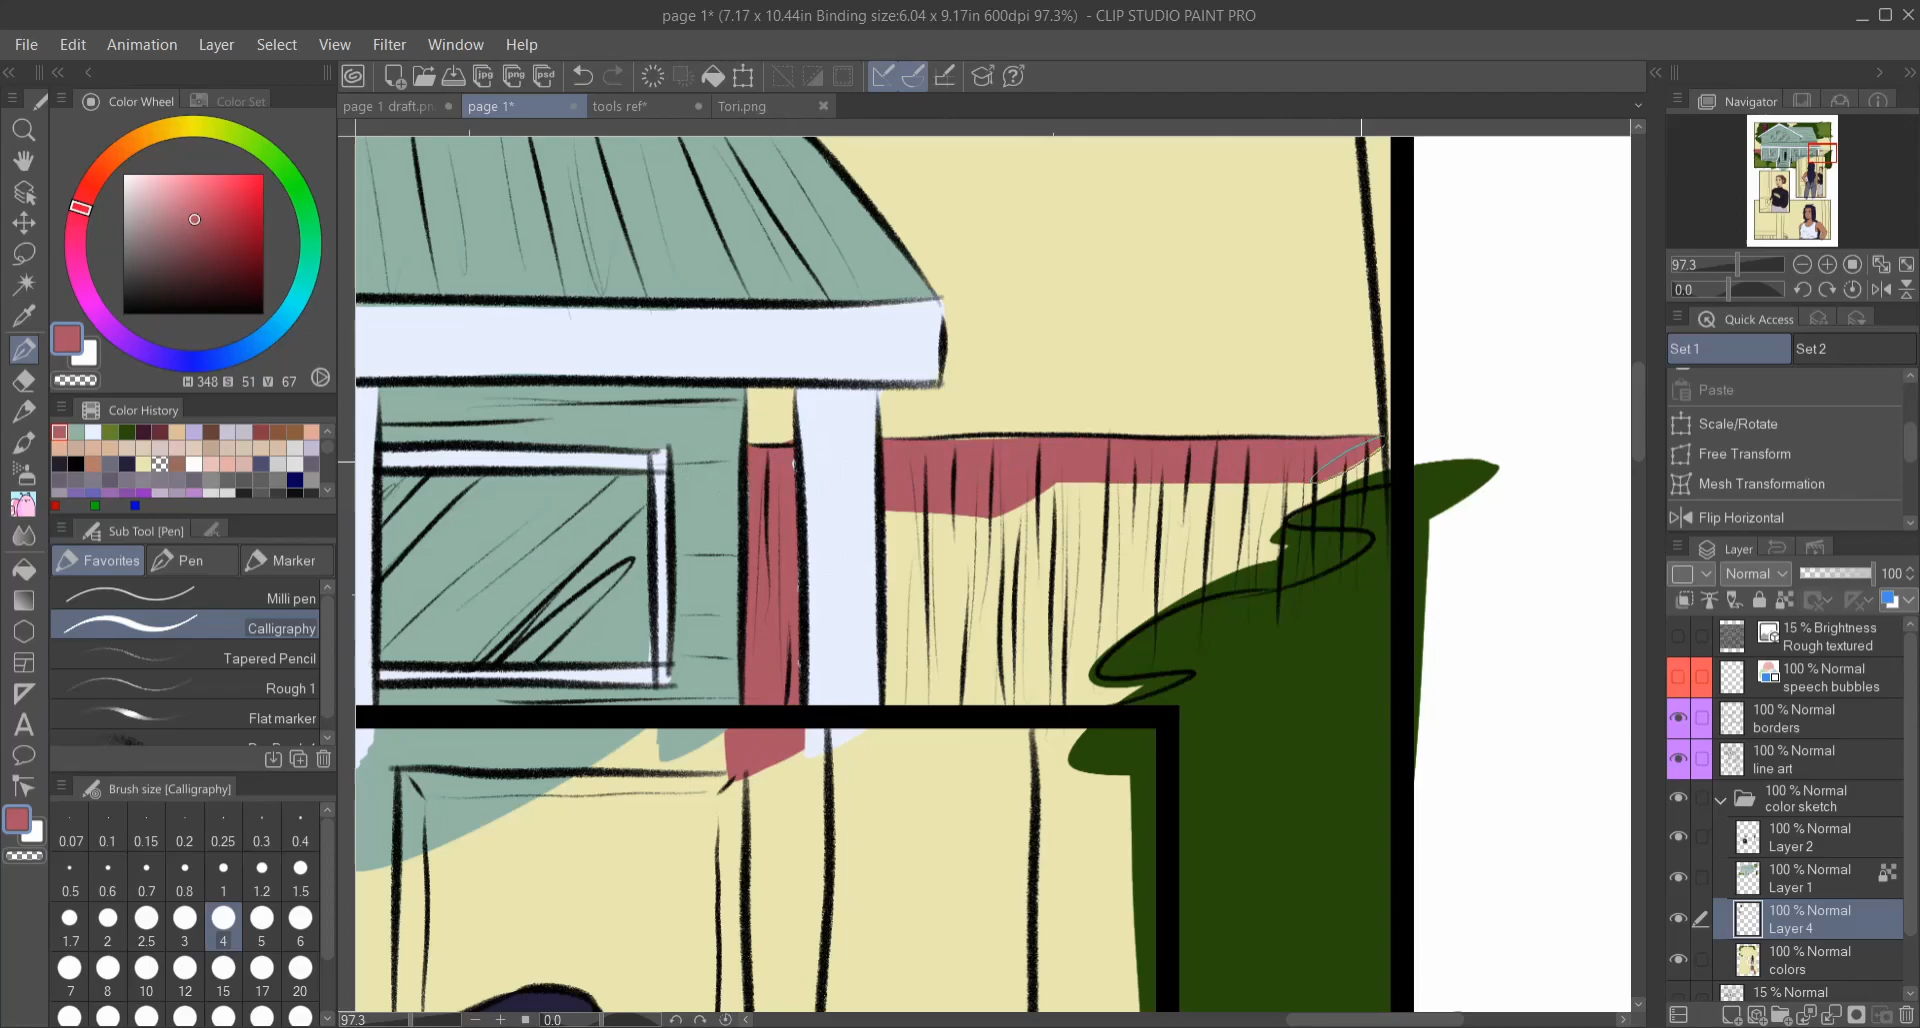 page 1* (7.17 x 10.44in Binding size:6.04 x 9.17in 600dpi 97.3%)  - CLIP STUDIO PAINT PRO
File Edit Animation Layer Select View Filter Window Help
Color Wheel Color Set
jpg png psd
page 1 draft.pn page 1* tools ref* Tori.png
Navigator
97.3
0.0
Quick Access
Set 1 Set 2
Paste
Scale/Rotate
Free Transform
Mesh Transformation
Flip Horizontal
H 348 S 51 V 67
Color History
Sub Tool [Pen]
Favorites Pen Marker
Milli pen
Calligraphy
Tapered Pencil
Rough 1
Flat marker
Brush size [Calligraphy]
0.07 0.1 0.15 0.2 0.25 0.3 0.4
0.5 0.6 0.7 0.8 1 1.2 1.5
1.7 2 2.5 3 4 5 6
7 8 10 12 15 17 20
Layer
Normal 100
15 % Brightness
Rough textured
100 % Normal
speech bubbles
100 % Normal
borders
100 % Normal
line art
100 % Normal
color sketch
100 % Normal
Layer 2
100 % Normal
Layer 1
100 % Normal
Layer 4
100 % Normal
colors
15 % Normal
97.3 0.0